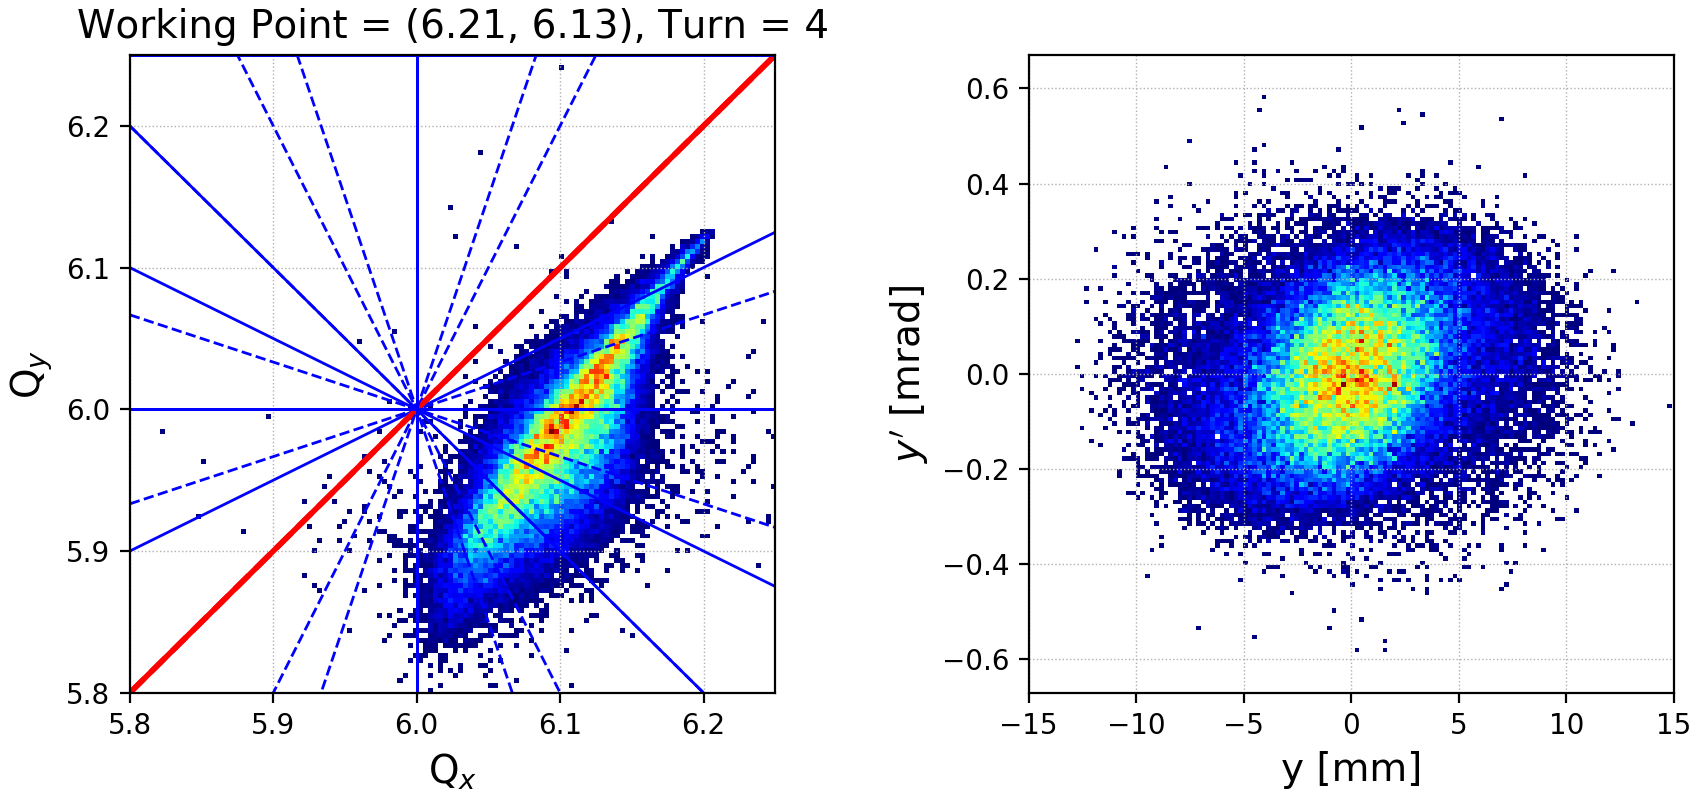 Working Point = (6.21, 6.13), Turn = 4
6.2
6.1
6.0
5.9
5.8
Q_y
5.8 5.9 6.0 6.1 6.2
Q_x
0.6
0.4
0.2
0.0
−0.2
−0.4
−0.6
y′ [mrad]
−15 −10 −5 0 5 10 15
y [mm]